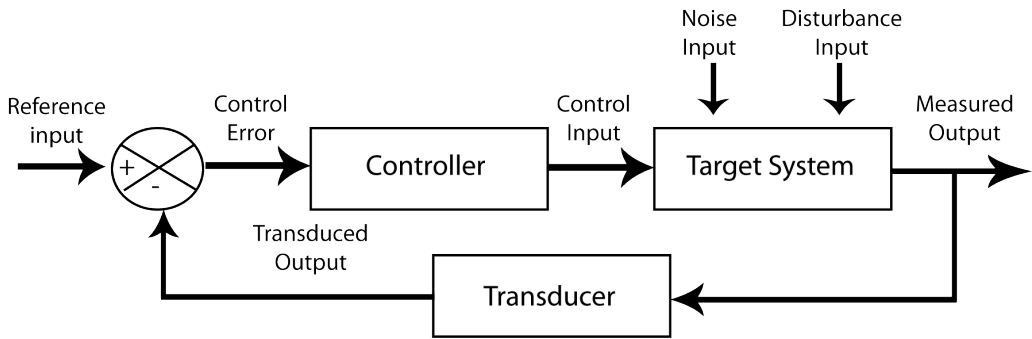 Noise
Input
Disturbance
Input
Reference
input
Control
Error
Control
Input
Measured
Output
+
-
Controller
Target System
Transduced
Output
Transducer